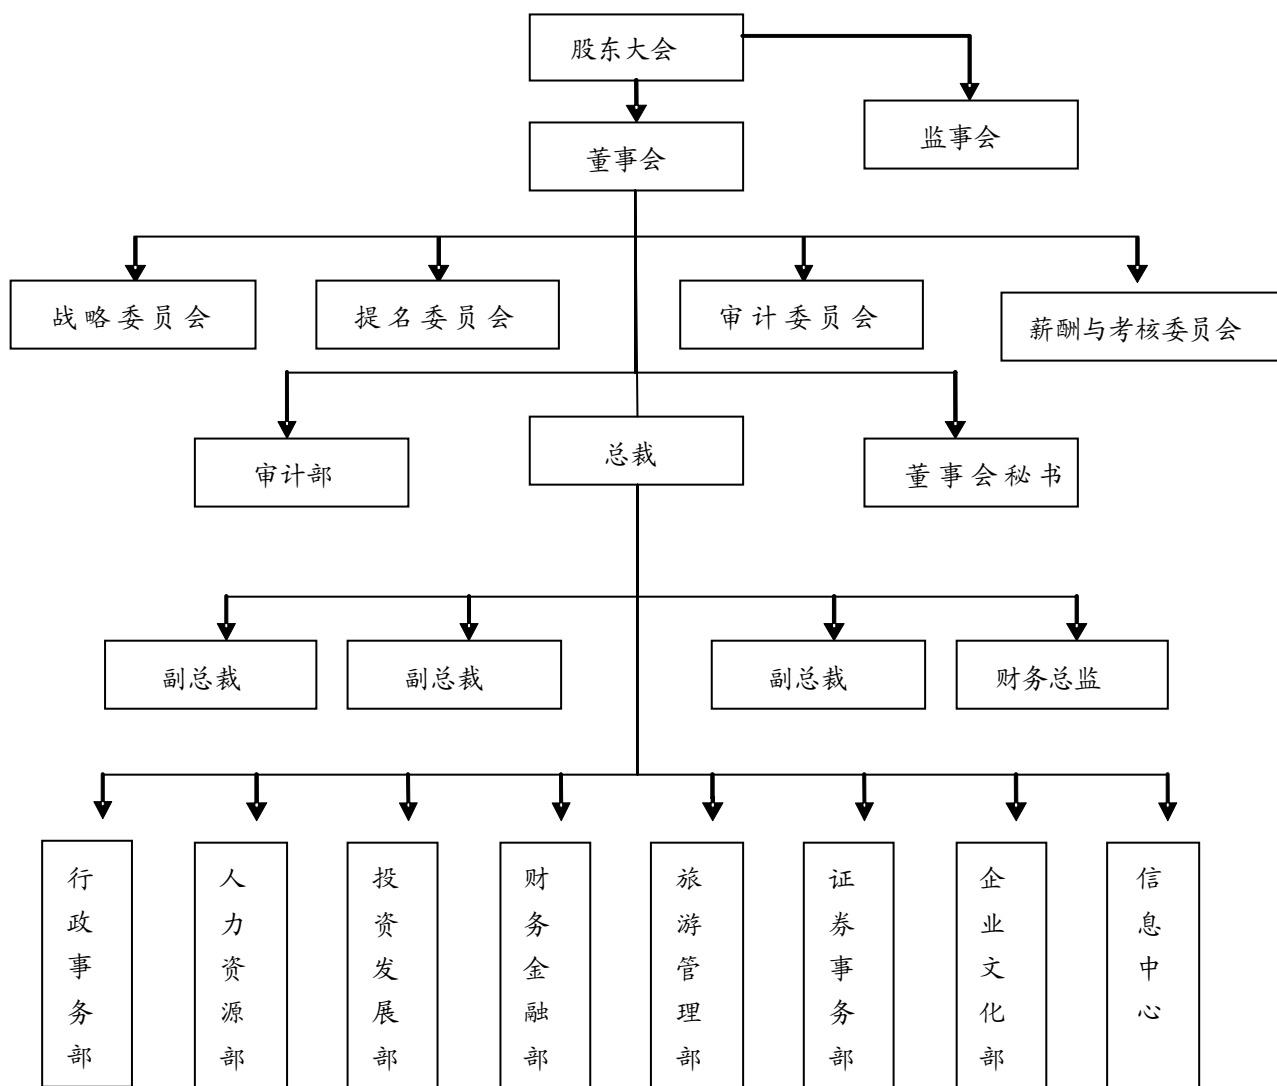 股东大会
监事会
董事会
战略委员会
提名委员会
审计委员会
薪酬与考核委员会
审计部
总裁
董事会秘书
副总裁
副总裁
副总裁
财务总监
行政事务部
人力资源部
投资发展部
财务金融部
旅游管理部
证券事务部
企业文化部
信息中心